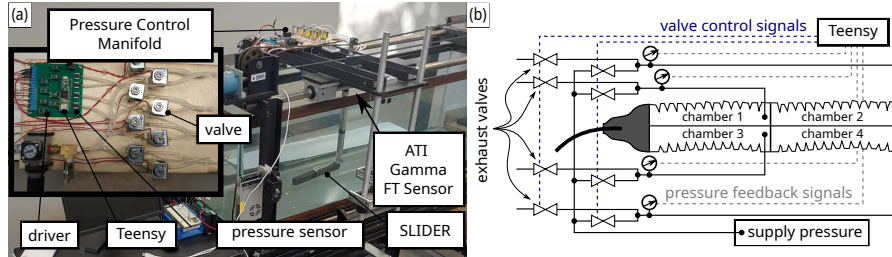 (a)
Pressure Control
Manifold
valve
ATI
Gamma
FT Sensor
driver
Teensy
pressure sensor
SLIDER
(b)
valve control signals
Teensy
exhaust valves
chamber 1
chamber 2
chamber 3
chamber 4
pressure feedback signals
supply pressure